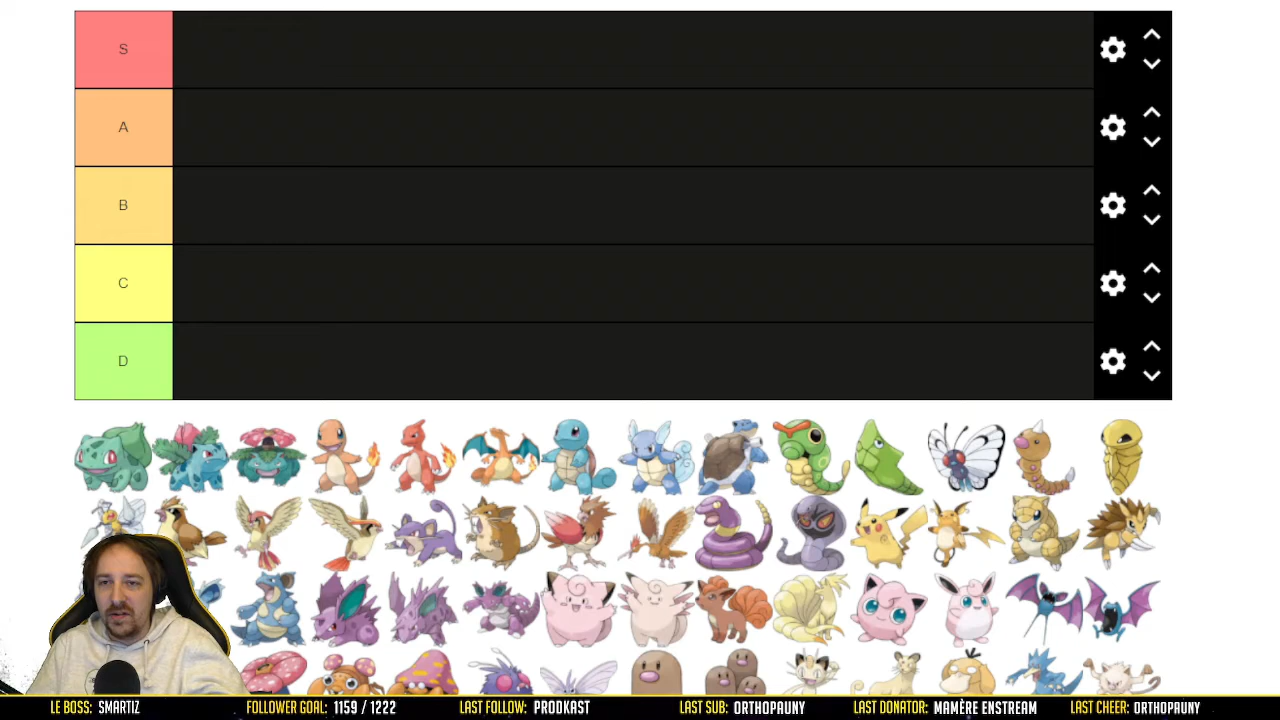 S
A
B
C
D
LE BOSS: SMARTIZ FOLLOWER GOAL: 1159 / 1222 LAST FOLLOW: PRODKAST LAST SUB: ORTHOPAUNY LAST DONATOR: MAMÈRE ENSTREAM LAST CHEER: ORTHOPAUNY